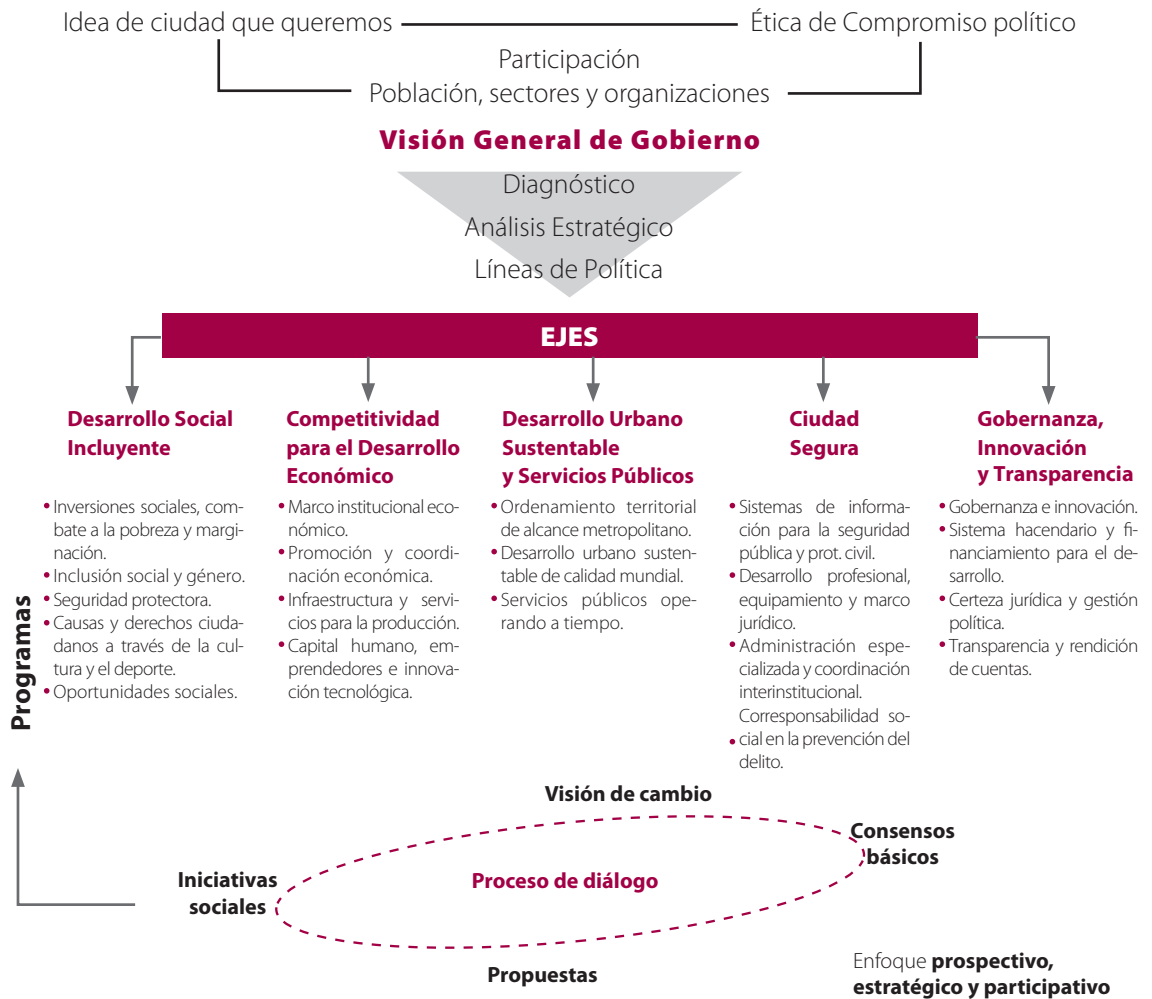 Idea de ciudad que queremos
Ética de Compromiso político
Participación
Población, sectores y organizaciones
Visión General de Gobierno
Diagnóstico
Análisis Estratégico
Líneas de Política
EJES
Desarrollo Social
Incluyente
• Inversiones sociales, com-
bate a la pobreza y margi-
nación.
• Inclusión social y género.
• Seguridad protectora.
• Causas y derechos ciuda-
danos a través de la cul-
tura y el deporte.
• Oportunidades sociales.
Competitividad
para el Desarrollo
Económico
• Marco institucional eco-
nómico.
• Promoción y coordi-
nación económica.
• Infraestructura y servi-
cios para la producción.
• Capital humano, em-
prendedores e innova-
ción tecnológica.
Desarrollo Urbano
Sustentable
y Servicios Públicos
• Ordenamiento territorial
de alcance metropolitano.
• Desarrollo urbano susten-
table de calidad mundial.
• Servicios públicos ope-
rando a tiempo.
Ciudad
Segura
• Sistemas de informa-
ción para la seguridad
pública y prot. civil.
• Desarrollo profesional,
equipamiento y marco
jurídico.
• Administración espe-
cializada y coordinación
interinstitucional.
Corresponsabilidad so-
• cial en la prevención del
delito.
Gobernanza,
Innovación
y Transparencia
• Gobernanza e innovación.
• Sistema hacendario y fi-
nanciamiento para el de-
sarrollo.
• Certeza jurídica y gestión
política.
• Transparencia y rendición
de cuentas.
Programas
Visión de cambio
Consensos
básicos
Iniciativas
sociales
Proceso de diálogo
Propuestas
Enfoque prospectivo,
estratégico y participativo